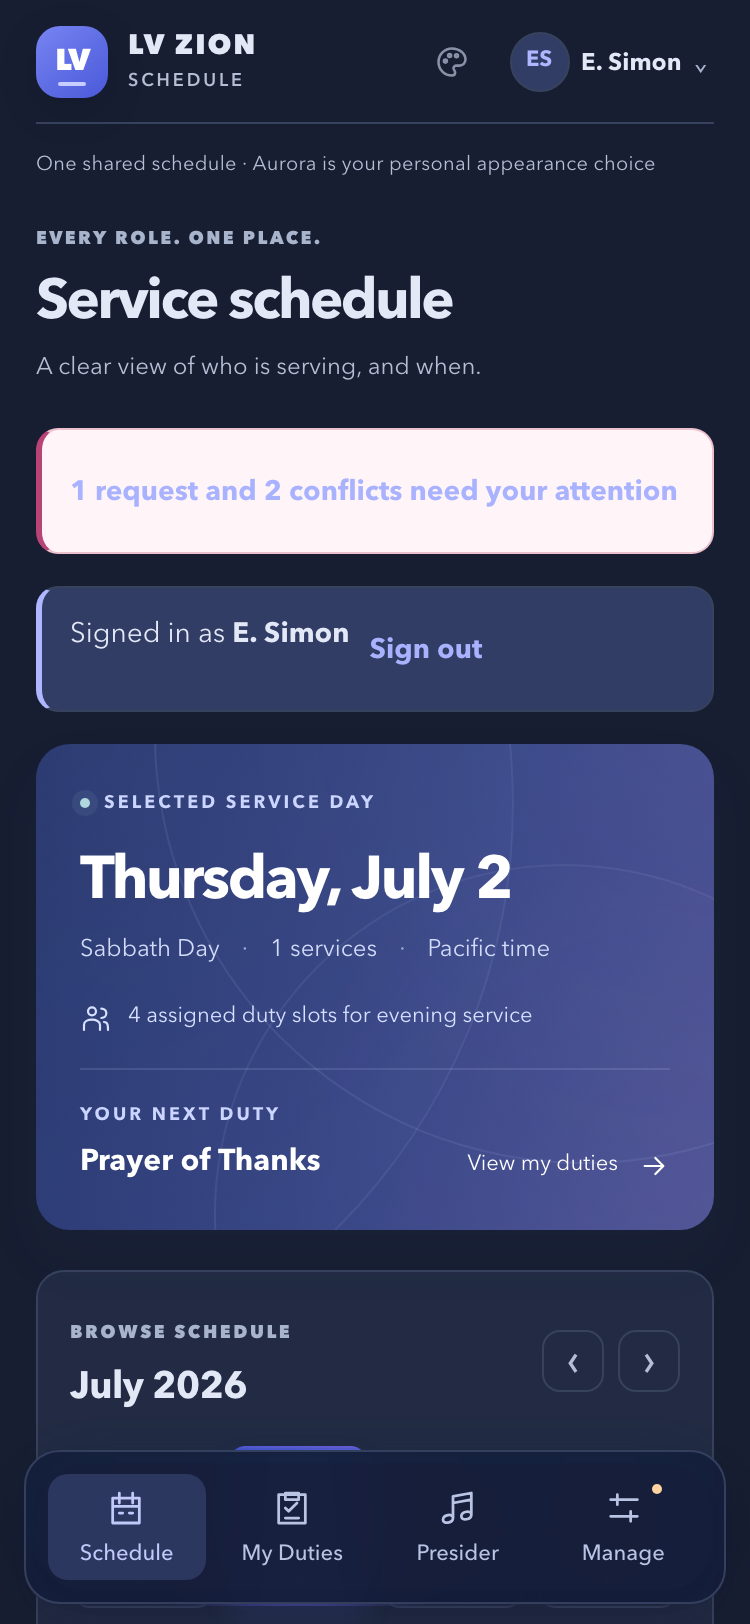 LV
LV ZION
SCHEDULE
ES
E. Simon
One shared schedule · Aurora is your personal appearance choice
EVERY ROLE. ONE PLACE.
Service schedule
A clear view of who is serving, and when.
1 request and 2 conflicts need your attention
Signed in as E. Simon
Sign out
SELECTED SERVICE DAY
Thursday, July 2
Sabbath Day · 1 services · Pacific time
4 assigned duty slots for evening service
YOUR NEXT DUTY
Prayer of Thanks
View my duties →
BROWSE SCHEDULE
July 2026
Schedule
My Duties
Presider
Manage